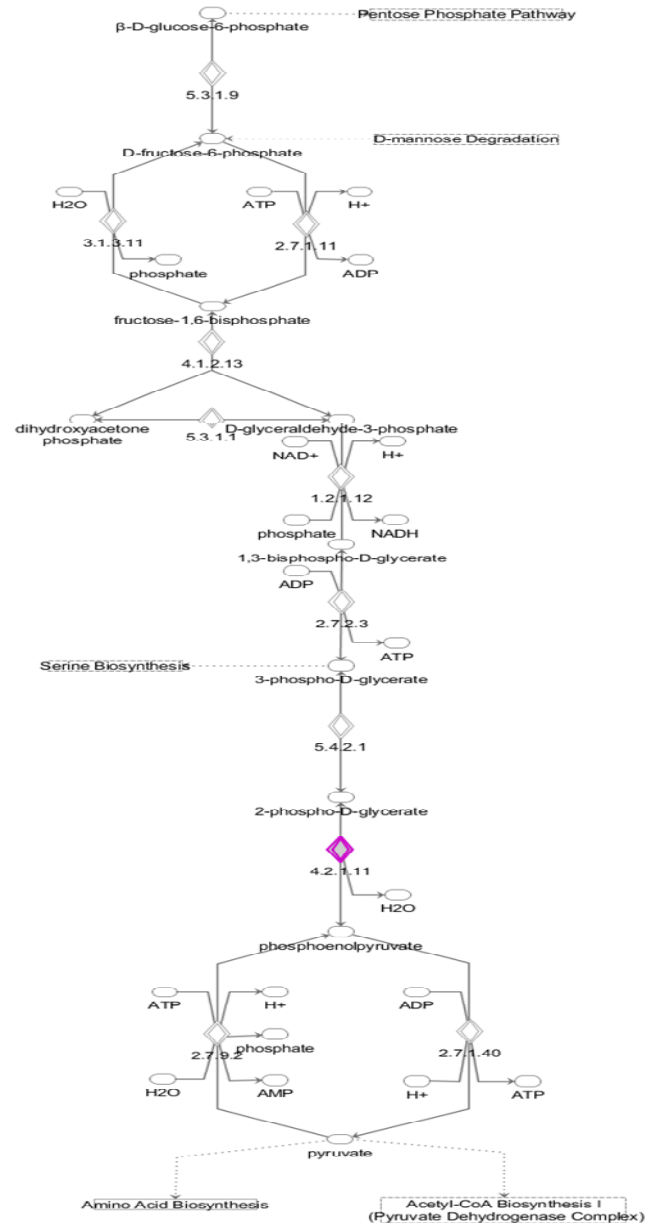 Pentose Phosphate Pathway
β-D-glucose-6-phosphate
5.3.1.9
D-mannose Degradation
D-fructose-6-phosphate
H2O
ATP
H+
3.1.3.11
2.7.1.11
phosphate
ADP
fructose-1,6-bisphosphate
4.1.2.13
dihydroxyacetone
phosphate
5.3.1.1
D-glyceraldehyde-3-phosphate
NAD+
H+
1.2.1.12
phosphate
NADH
1,3-bisphospho-D-glycerate
ADP
2.7.2.3
ATP
Serine Biosynthesis
3-phospho-D-glycerate
5.4.2.1
2-phospho-D-glycerate
4.2.1.11
H2O
phosphoenolpyruvate
ATP
H+
ADP
2.7.9.2
phosphate
2.7.1.40
H2O
AMP
H+
ATP
pyruvate
Amino Acid Biosynthesis
Acetyl-CoA Biosynthesis I
(Pyruvate Dehydrogenase Complex)